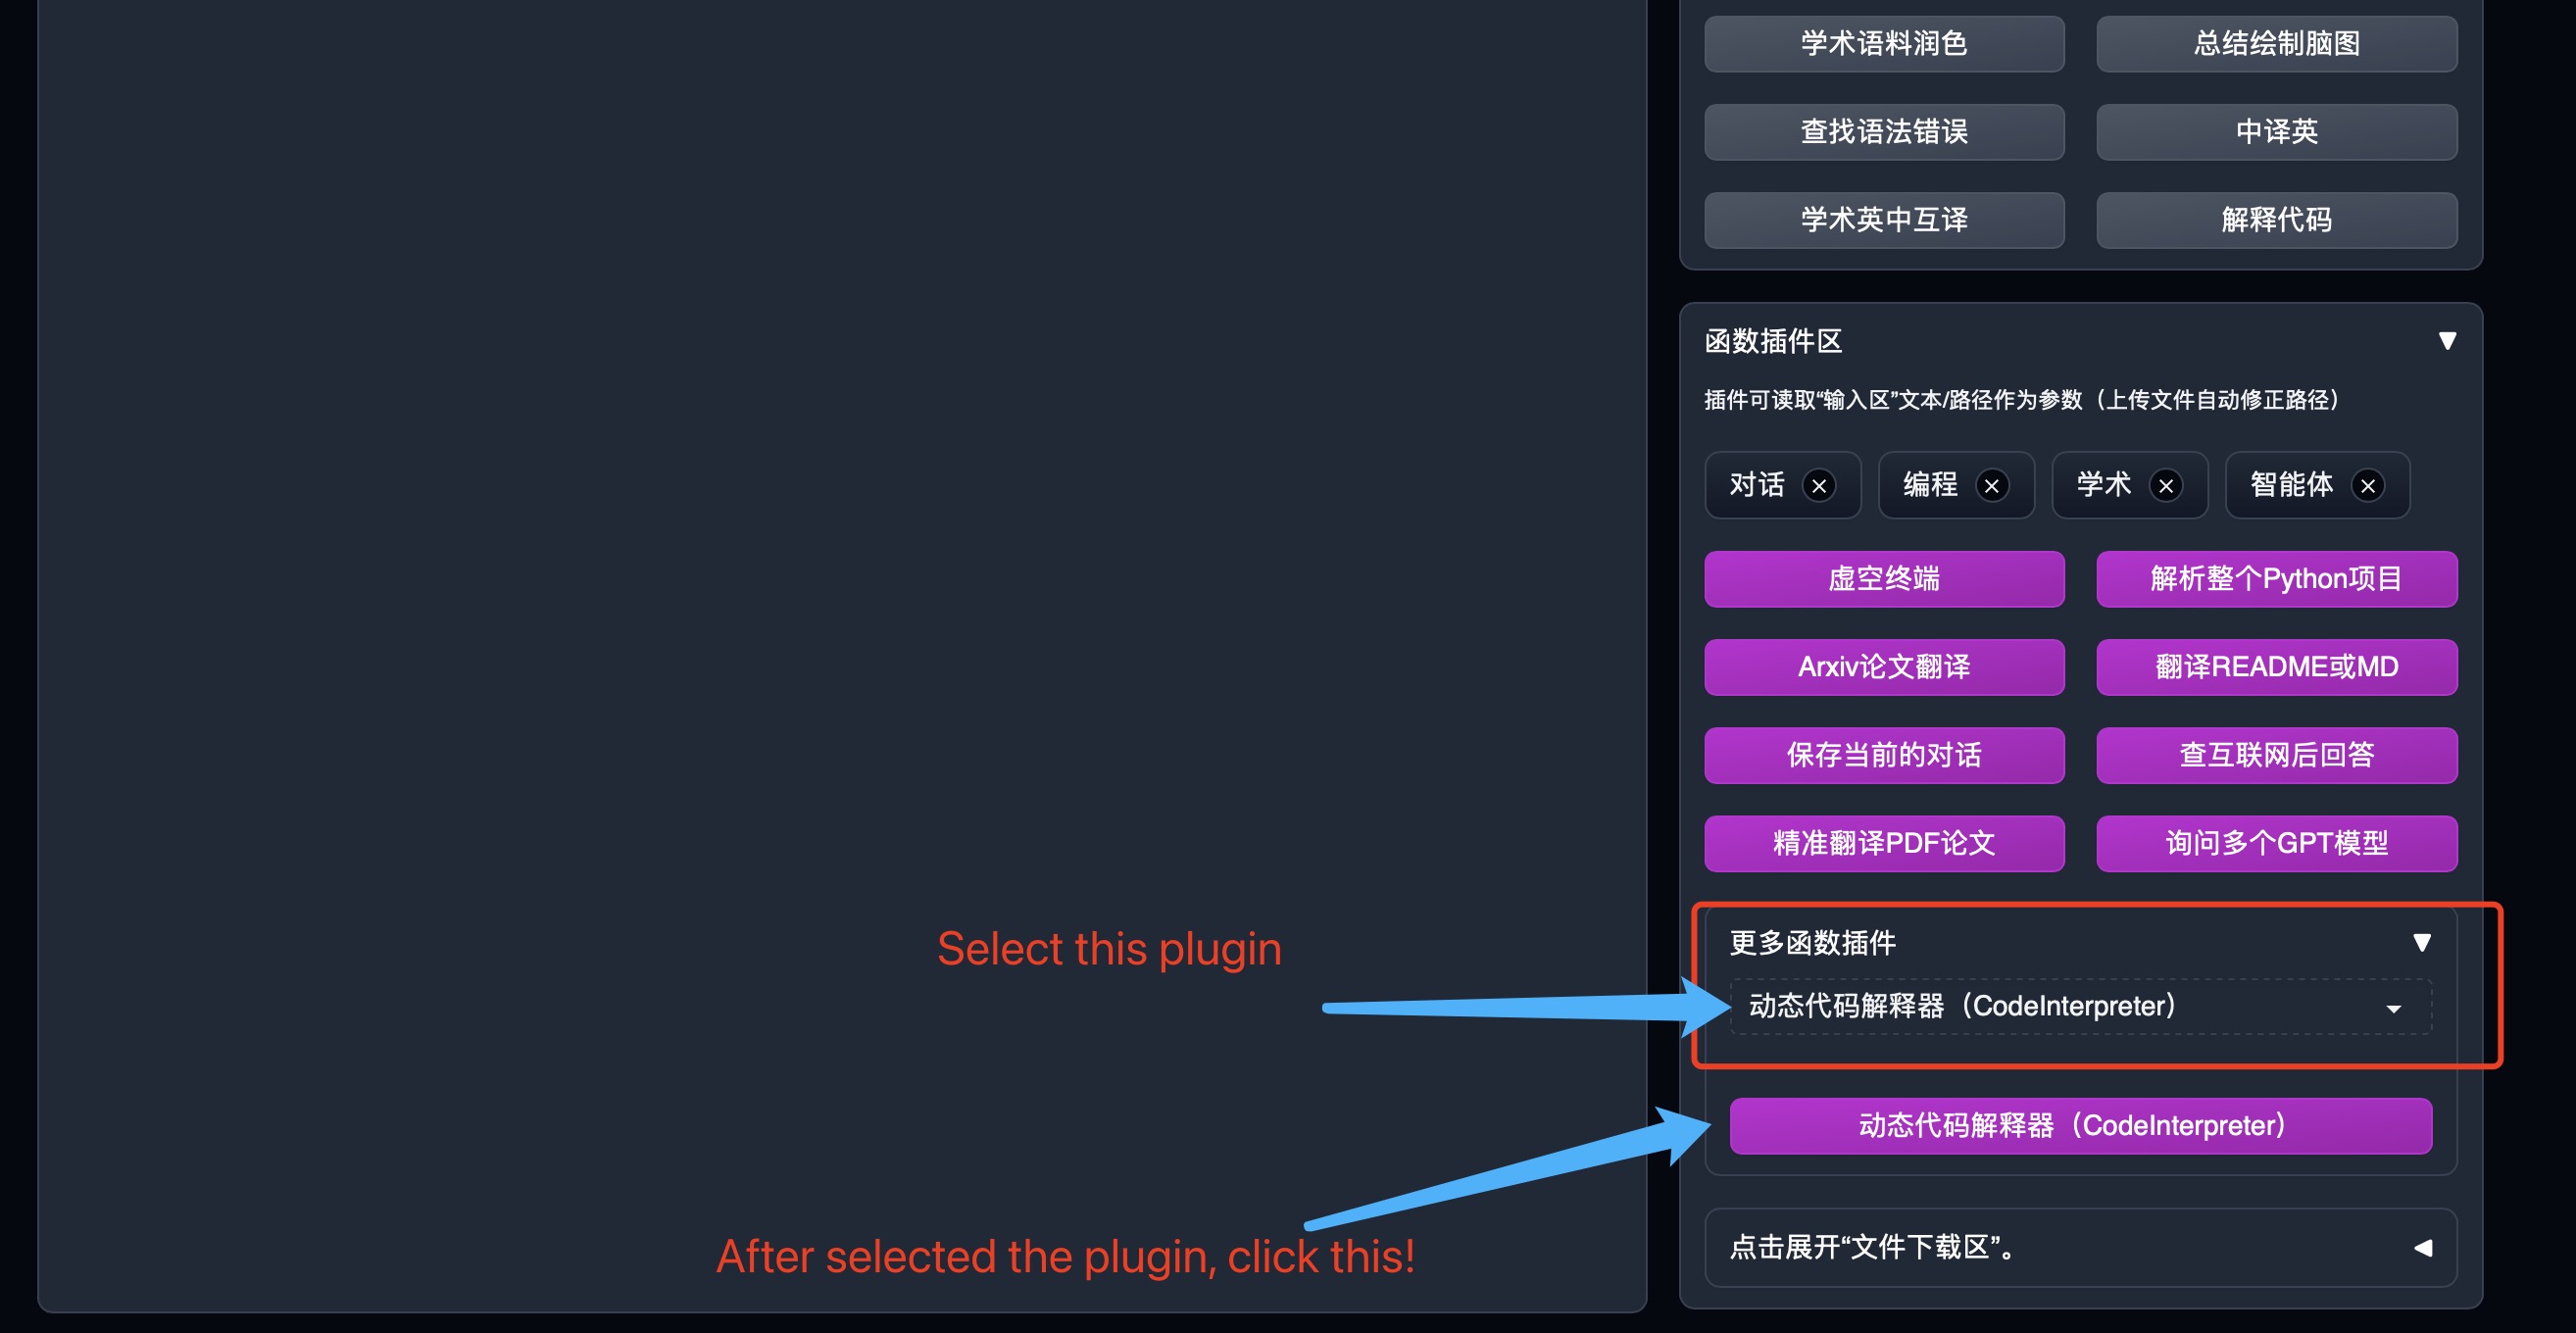 学术语料润色
总结绘制脑图
查找语法错误
中译英
学术英中互译
解释代码
函数插件区
插件可读取“输入区”文本/路径作为参数（上传文件自动修正路径）
对话
编程
学术
智能体
虚空终端
解析整个Python项目
Arxiv论文翻译
翻译README或MD
保存当前的对话
查互联网后回答
精准翻译PDF论文
询问多个GPT模型
Select this plugin
更多函数插件
动态代码解释器（CodeInterpreter）
动态代码解释器（CodeInterpreter）
After selected the plugin, click this!
点击展开“文件下载区”。